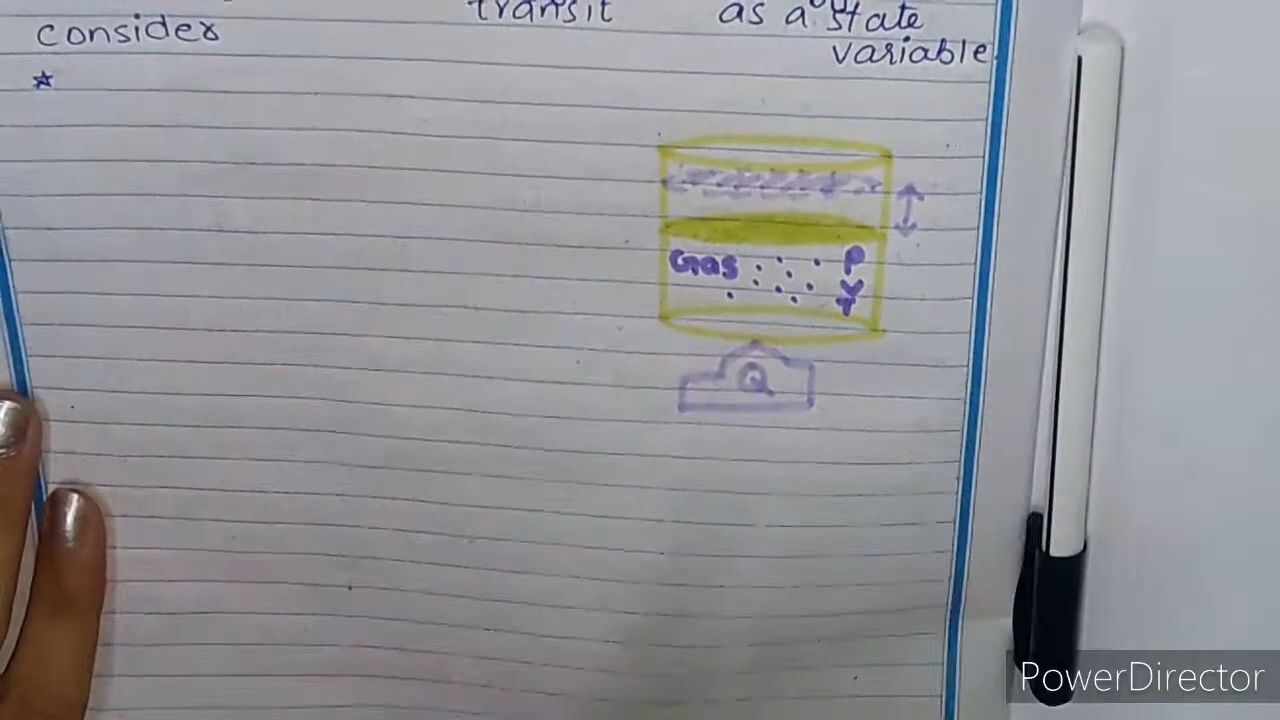 transit as a state
consider
variable
Gas P
V
T
Q
PowerDirector